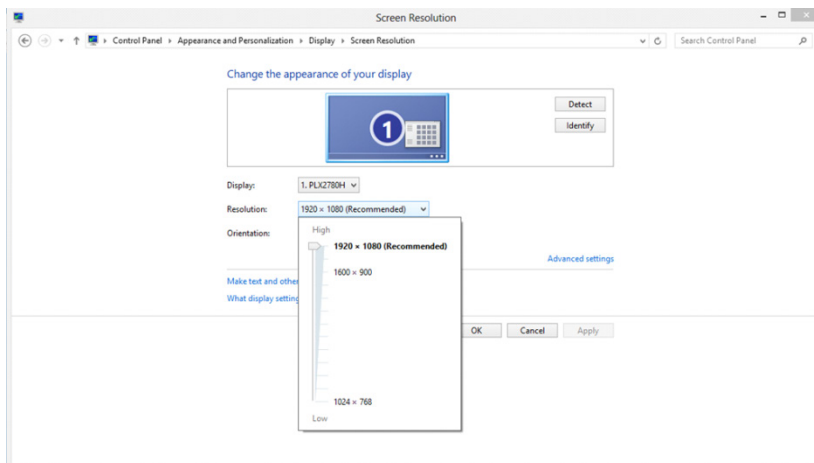 Screen Resolution
Control Panel Appearance and Personalization Display Screen Resolution
Search Control Panel
Change the appearance of your display
1
Detect
Identify
Display: 1. PLX2780H
Resolution: 1920 × 1080 (Recommended)
Orientation:
High
1920 × 1080 (Recommended)
1600 × 900
1024 × 768
Low
Advanced settings
Make text and other
What display setting
OK Cancel Apply